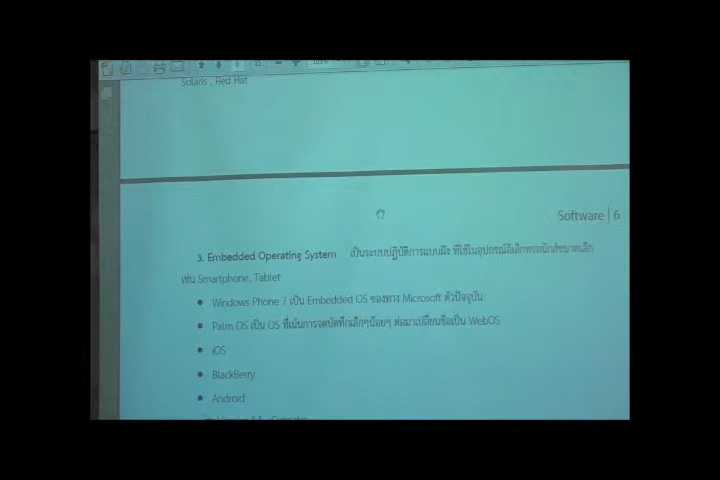 Solaris , Red Hat
Software | 6
3. Embedded Operating System เป็นระบบปฏิบัติการแบบฝัง ที่ใช้ในอุปกรณ์อิเล็กทรอนิกส์ขนาดเล็ก
เช่น Smartphone, Tablet
● Windows Phone 7 เป็น Embedded OS ของทาง Microsoft ตัวปัจจุบัน
● Palm OS เป็น OS ที่เน้นการจดบันทึกเล็กๆน้อยๆ ต่อมาเปลี่ยนชื่อเป็น WebOS
● iOS
● BlackBerry
● Android